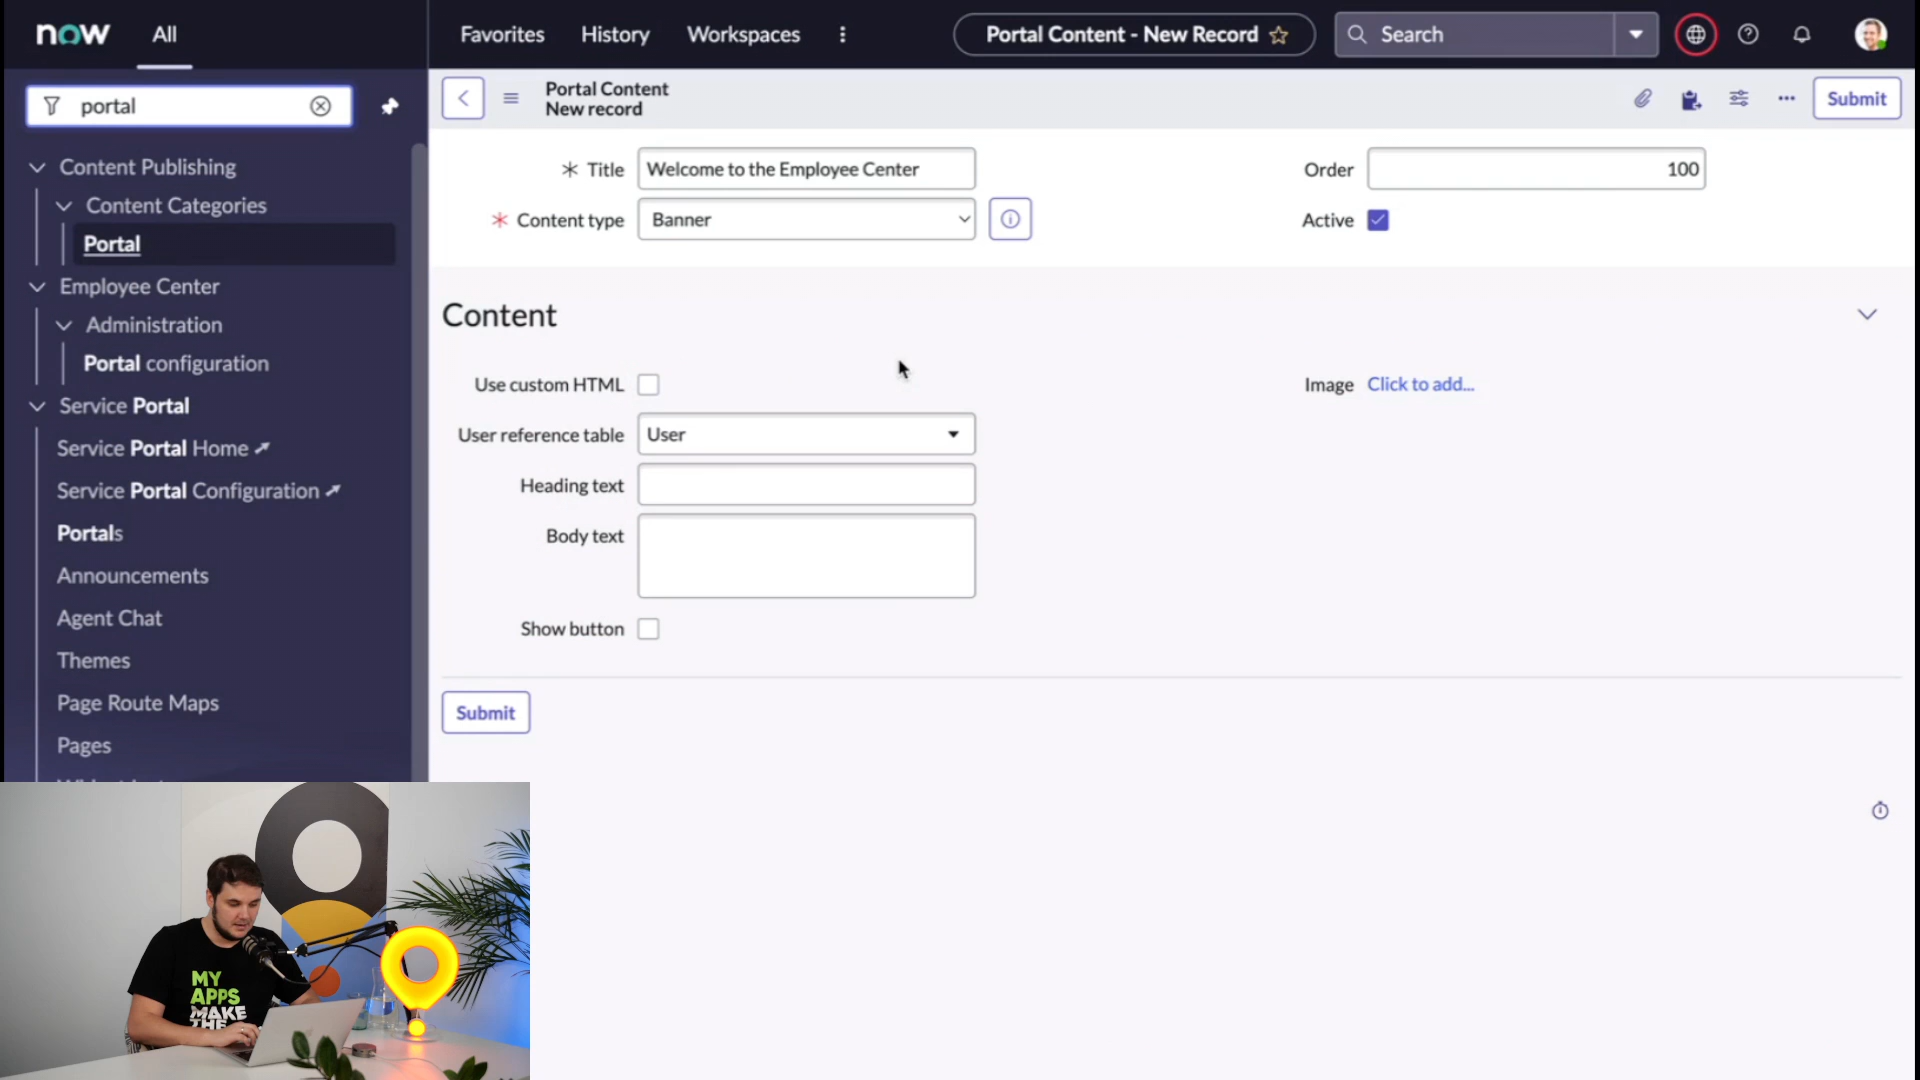 now
All
Favorites
History
Workspaces
Portal Content - New Record
Search
portal
Portal Content
New record
Submit
Content Publishing
Content Categories
Portal
Employee Center
Administration
Portal configuration
Service Portal
Service Portal Home
Service Portal Configuration
Portals
Announcements
Agent Chat
Themes
Page Route Maps
Pages
* Title Welcome to the Employee Center
Order 100
* Content type Banner
Active
Content
Use custom HTML
Image Click to add...
User reference table User
Heading text
Body text
Show button
Submit
MY
APPS
MAKE
THE